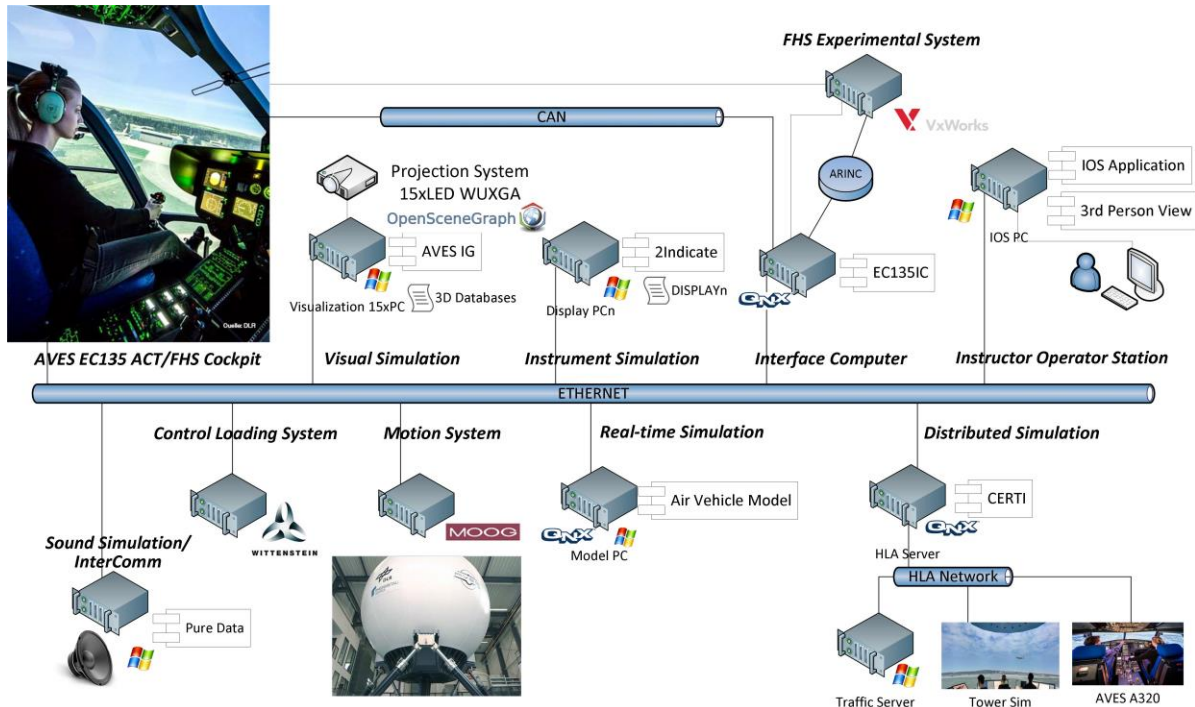 FHS Experimental System
CAN
VxWorks
Projection System
15xLED WUXGA
OpenSceneGraph
ARINC
IOS Application
3rd Person View
IOS PC
AVES IG
2Indicate
EC135IC
QNX
Visualization 15xPC
3D Databases
Display PCn
DISPLAYn
Quelle: DLR
AVES EC135 ACT/FHS Cockpit
Visual Simulation
Instrument Simulation
Interface Computer
Instructor Operator Station
ETHERNET
Control Loading System
Motion System
Real-time Simulation
Distributed Simulation
WITTENSTEIN
MOOG
Air Vehicle Model
QNX
Model PC
CERTI
QNX
HLA Server
Sound Simulation/
InterComm
Pure Data
DLR
HLA Network
Traffic Server
Tower Sim
AVES A320